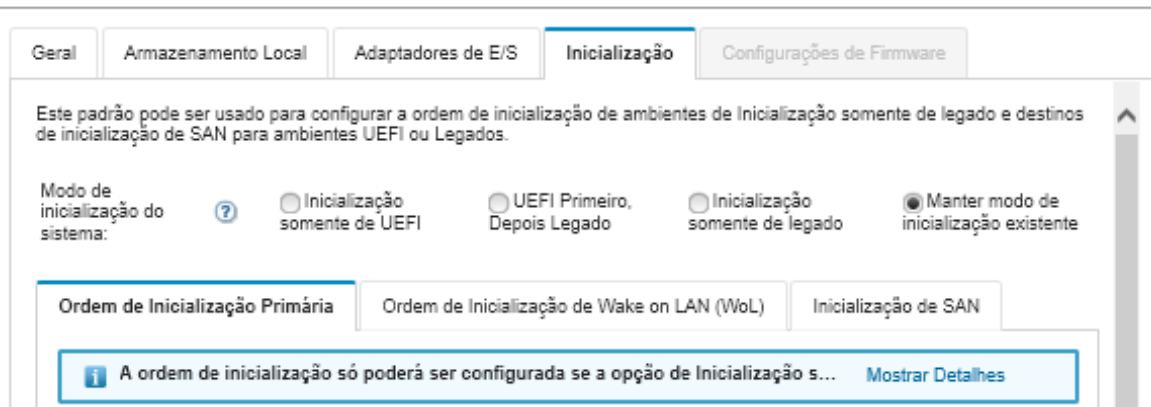 Geral Armazenamento Local Adaptadores de E/S Inicialização Configurações de Firmware
Este padrão pode ser usado para configurar a ordem de inicialização de ambientes de Inicialização somente de legado e destinos
de inicialização de SAN para ambientes UEFI ou Legados.
Modo de
inicialização do
sistema:
?
Inicialização
somente de UEFI
UEFI Primeiro,
Depois Legado
Inicialização
somente de legado
Manter modo de
inicialização existente
Ordem de Inicialização Primária Ordem de Inicialização de Wake on LAN (WoL) Inicialização de SAN
i A ordem de inicialização só poderá ser configurada se a opção de Inicialização s... Mostrar Detalhes